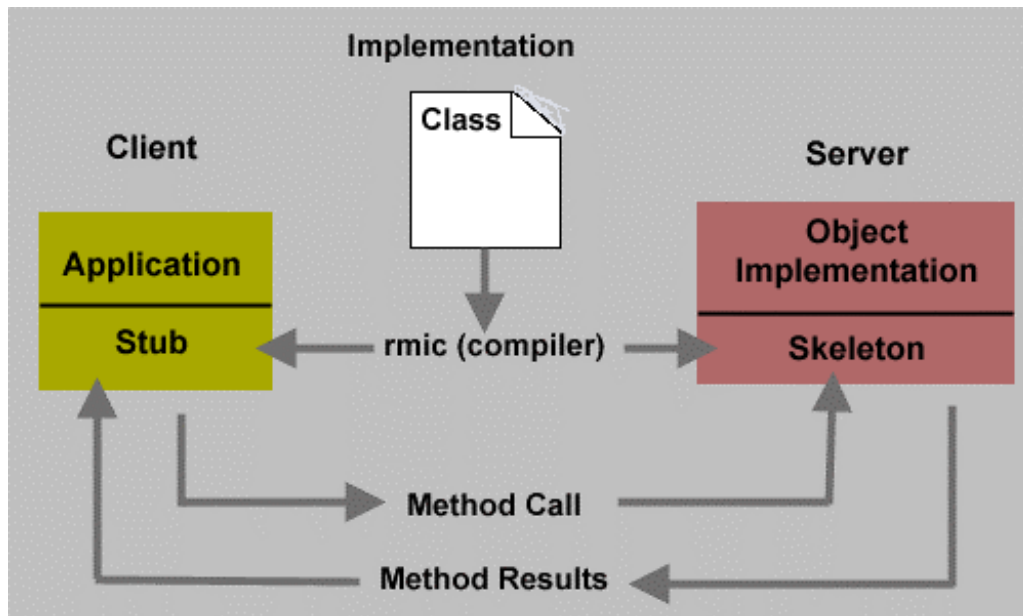 Implementation
Class
Client
Server
Application
Object
Implementation
Stub
rmic (compiler)
Skeleton
Method Call
Method Results